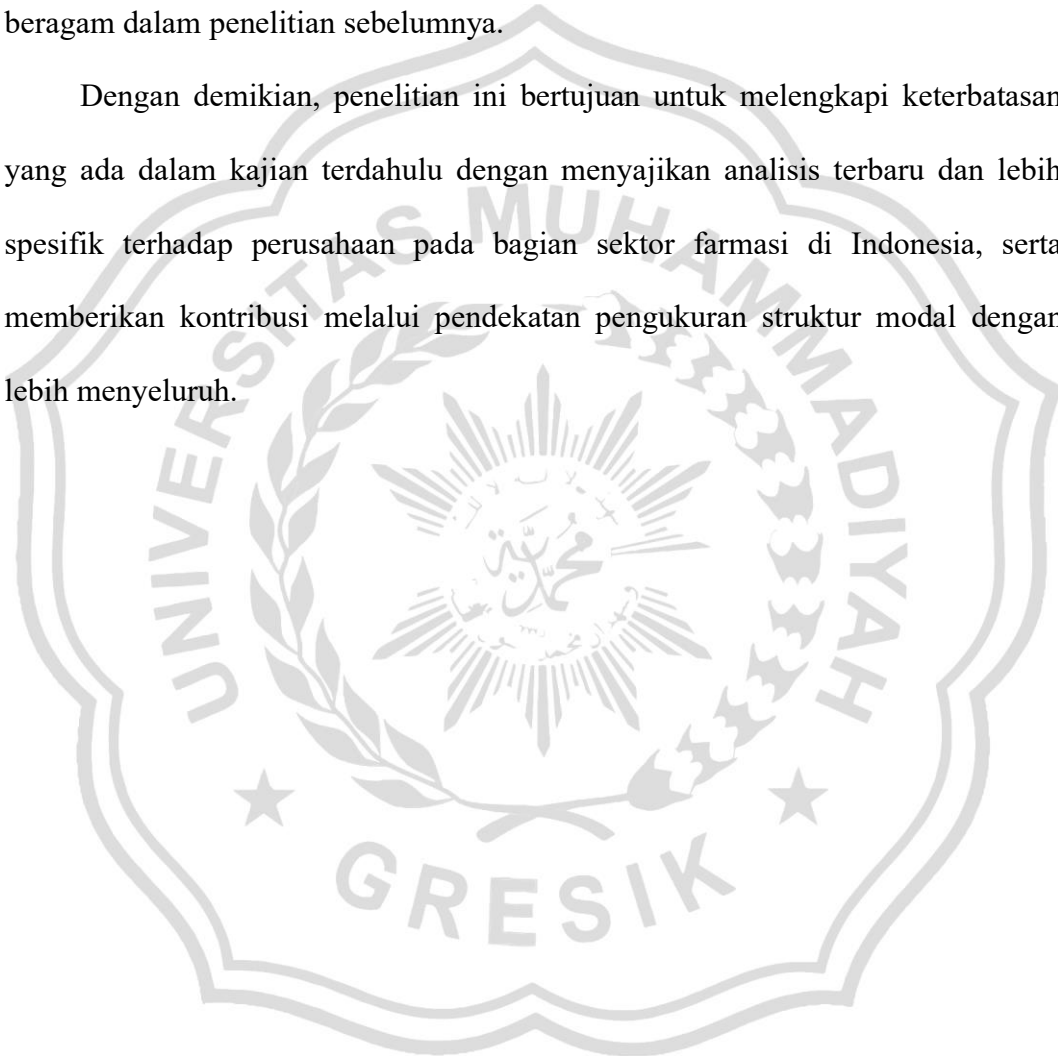 beragam dalam penelitian sebelumnya.
Dengan demikian, penelitian ini bertujuan untuk melengkapi keterbatasan
yang ada dalam kajian terdahulu dengan menyajikan analisis terbaru dan lebih
spesifik terhadap perusahaan pada bagian sektor farmasi di Indonesia, serta
memberikan kontribusi melalui pendekatan pengukuran struktur modal dengan
lebih menyeluruh.
UNIVERSITAS MUHAMMADIYAH
GRESIK